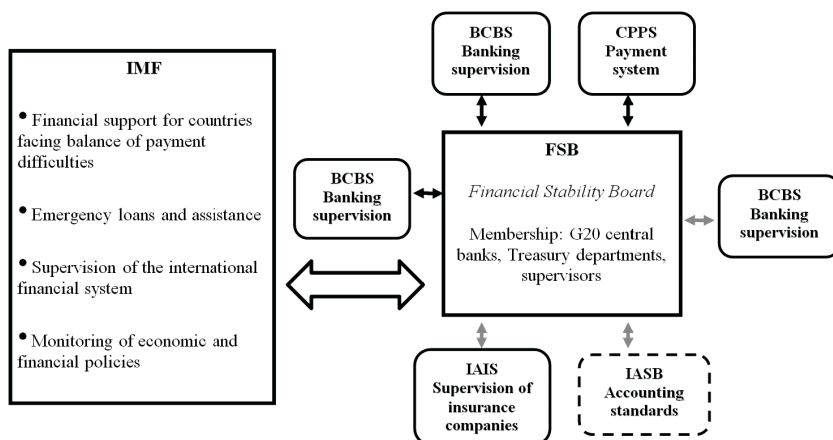 IMF
• Financial support for countries
facing balance of payment
difficulties
• Emergency loans and assistance
• Supervision of the international
financial system
• Monitoring of economic and
financial policies
BCBS
Banking
supervision
CPPS
Payment
system
BCBS
Banking
supervision
FSB
Financial Stability Board
Membership: G20 central
banks, Treasury departments,
supervisors
BCBS
Banking
supervision
IAIS
Supervision of
insurance
companies
IASB
Accounting
standards